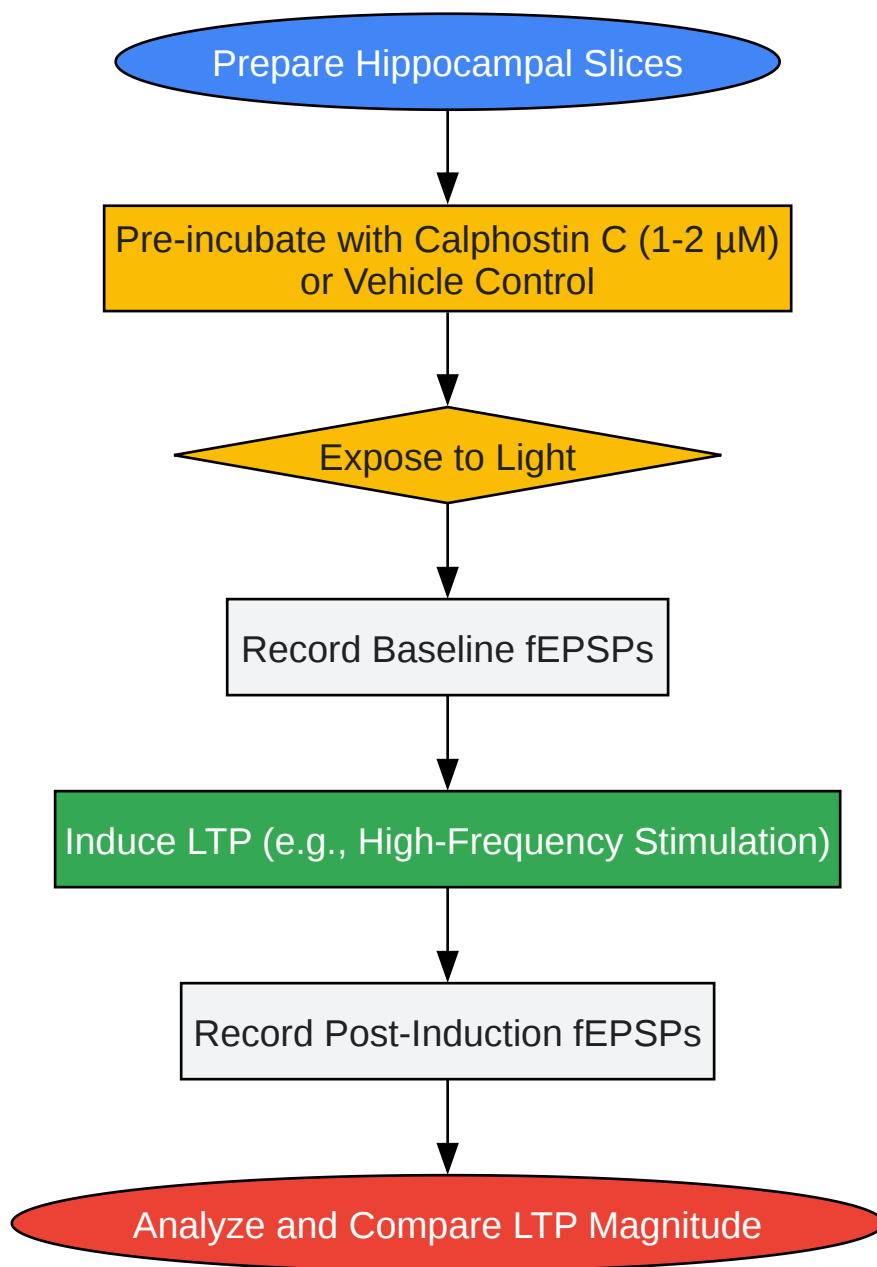 Prepare Hippocampal Slices
Pre-incubate with Calphostin C (1-2 µM)
or Vehicle Control
Expose to Light
Record Baseline fEPSPs
Induce LTP (e.g., High-Frequency Stimulation)
Record Post-Induction fEPSPs
Analyze and Compare LTP Magnitude